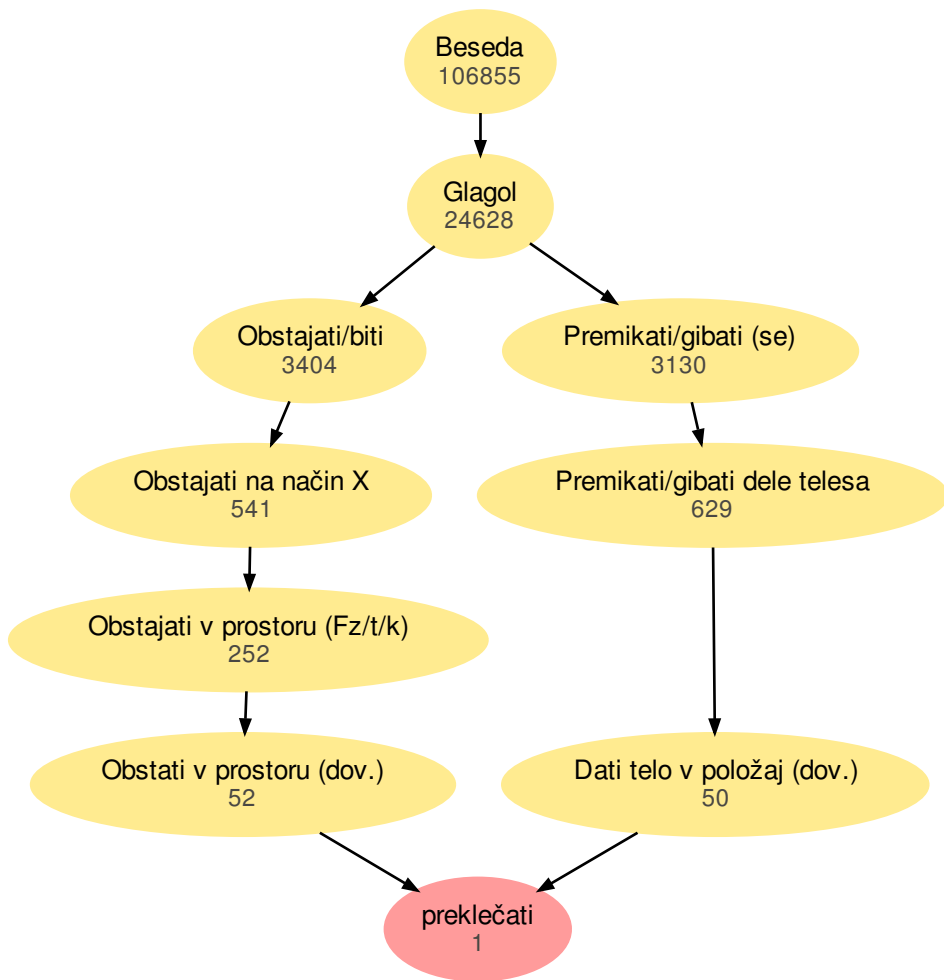 Beseda
106855
Glagol
24628
Obstajati/biti
3404
Premikati/gibati (se)
3130
Obstajati na način X
541
Premikati/gibati dele telesa
629
Obstajati v prostoru (Fz/t/k)
252
Obstati v prostoru (dov.)
52
Dati telo v položaj (dov.)
50
preklečati
1